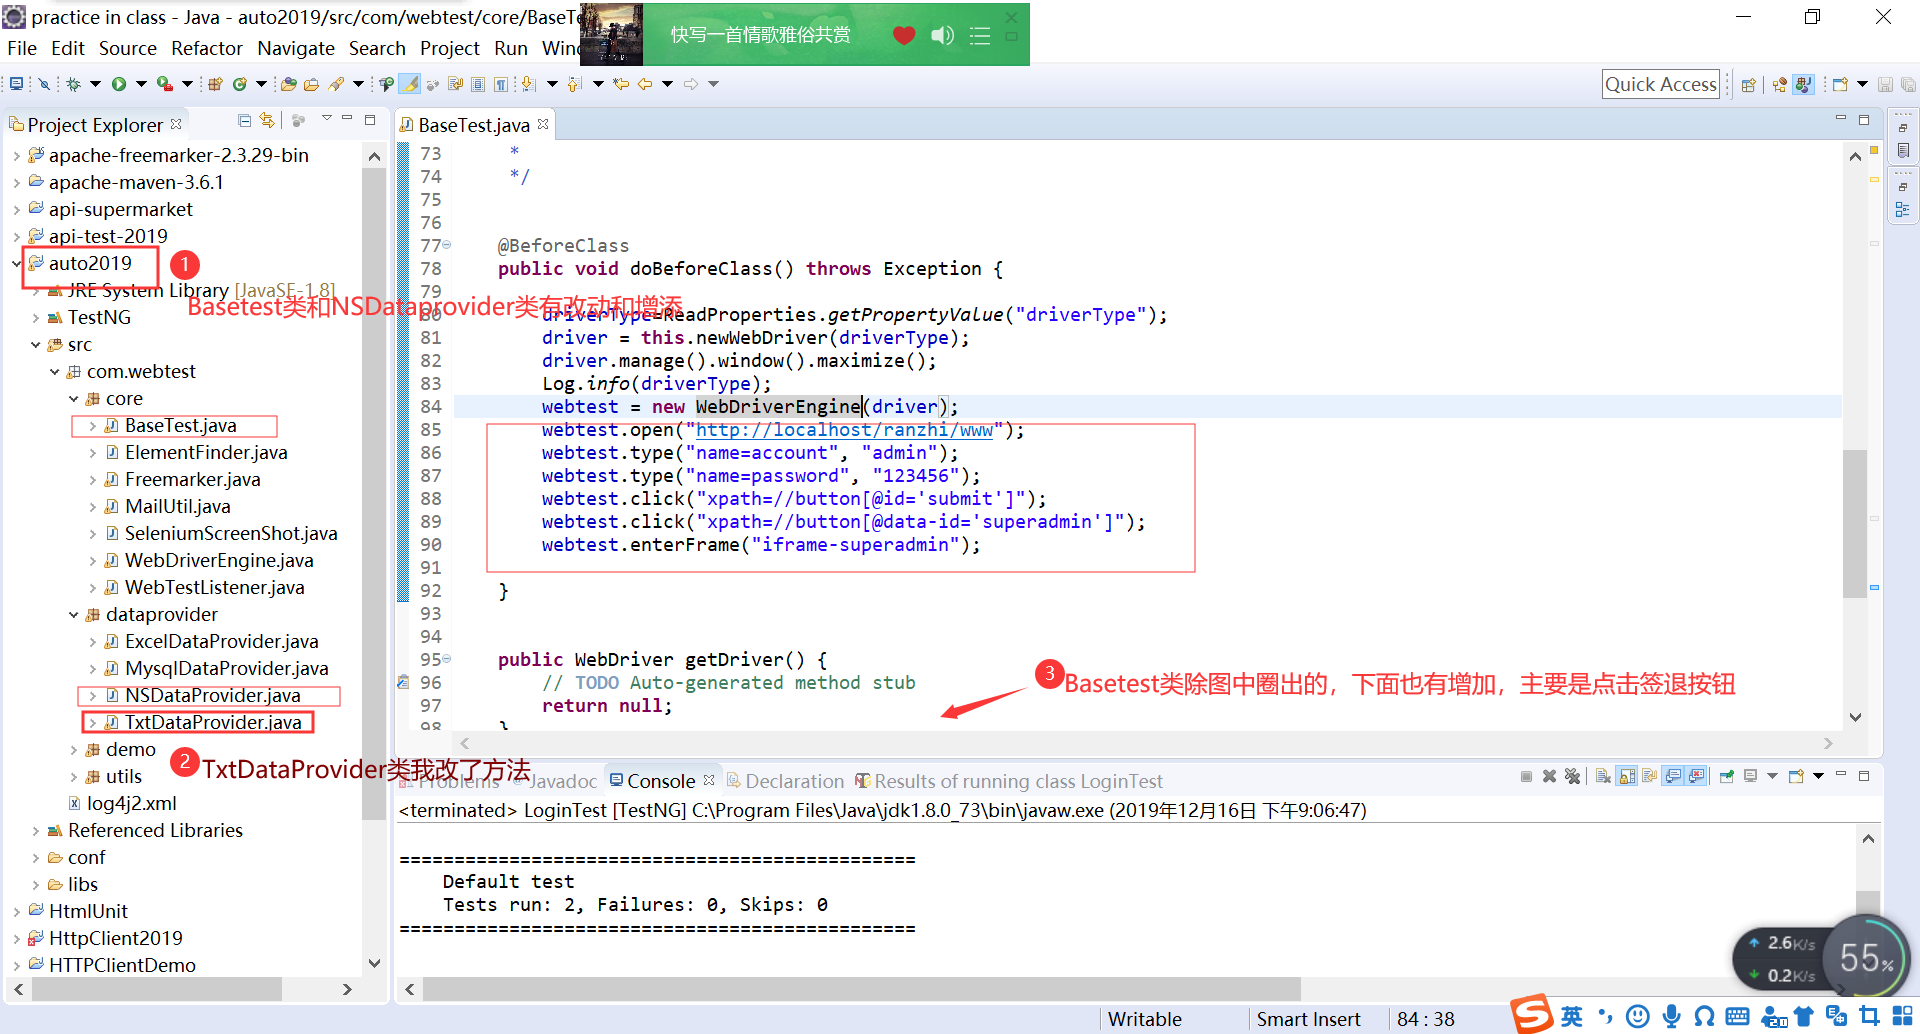 practice in class - Java - auto2019/src/com/webtest/core/BaseTe
快写一首情歌雅俗共赏
File Edit Source Refactor Navigate Search Project Run Wind
Quick Access
Project Explorer
apache-freemarker-2.3.29-bin
apache-maven-3.6.1
api-supermarket
api-test-2019
auto2019
1
JRE System Library [JavaSE-1.8]
Basetest类和NSDataprovider类有改动和增添
TestNG
src
com.webtest
core
BaseTest.java
ElementFinder.java
Freemarker.java
MailUtil.java
SeleniumScreenShot.java
WebDriverEngine.java
WebTestListener.java
dataprovider
ExcelDataProvider.java
MysqlDataProvider.java
NSDataProvider.java
TxtDataProvider.java
demo
2
TxtDataProvider类我改了方法
utils
log4j2.xml
Referenced Libraries
conf
libs
HtmlUnit
HttpClient2019
HTTPClientDemo
BaseTest.java
73 *
74 */
75
76
77 @BeforeClass
78 public void doBeforeClass() throws Exception {
79
80 driverType=ReadProperties.getPropertyValue("driverType");
81 driver = this.newWebDriver(driverType);
82 driver.manage().window().maximize();
83 Log.info(driverType);
84 webtest = new WebDriverEngine(driver);
85 webtest.open("http://localhost/ranzhi/www");
86 webtest.type("name=account", "admin");
87 webtest.type("name=password", "123456");
88 webtest.click("xpath=//button[@id='submit']");
89 webtest.click("xpath=//button[@data-id='superadmin']");
90 webtest.enterFrame("iframe-superadmin");
91
92 }
93
94
95 public WebDriver getDriver() {
96 // TODO Auto-generated method stub
97 return null;
98 }
3
Basetest类除图中圈出的，下面也有增加，主要是点击签退按钮
Problems Javadoc Console Declaration Results of running class LoginTest
<terminated> LoginTest [TestNG] C:\Program Files\Java\jdk1.8.0_73\bin\javaw.exe (2019年12月16日 下午9:06:47)
===============================================
Default test
Tests run: 2, Failures: 0, Skips: 0
===============================================
2.6K/s
0.2K/s
55%
Writable Smart Insert 84 : 38
英